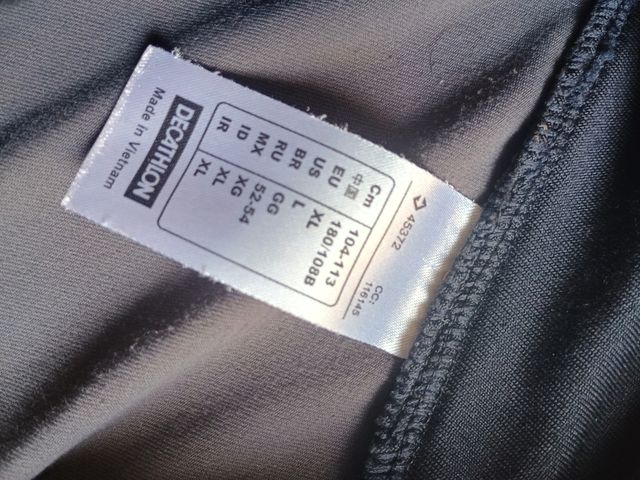 45372
CC:
116145
Cm 104-113
中国 180/108B
EU XL
US L
BR GG
RU 52-54
MX XG
ID XL
IR XL
DECATHLON
Made in Vietnam